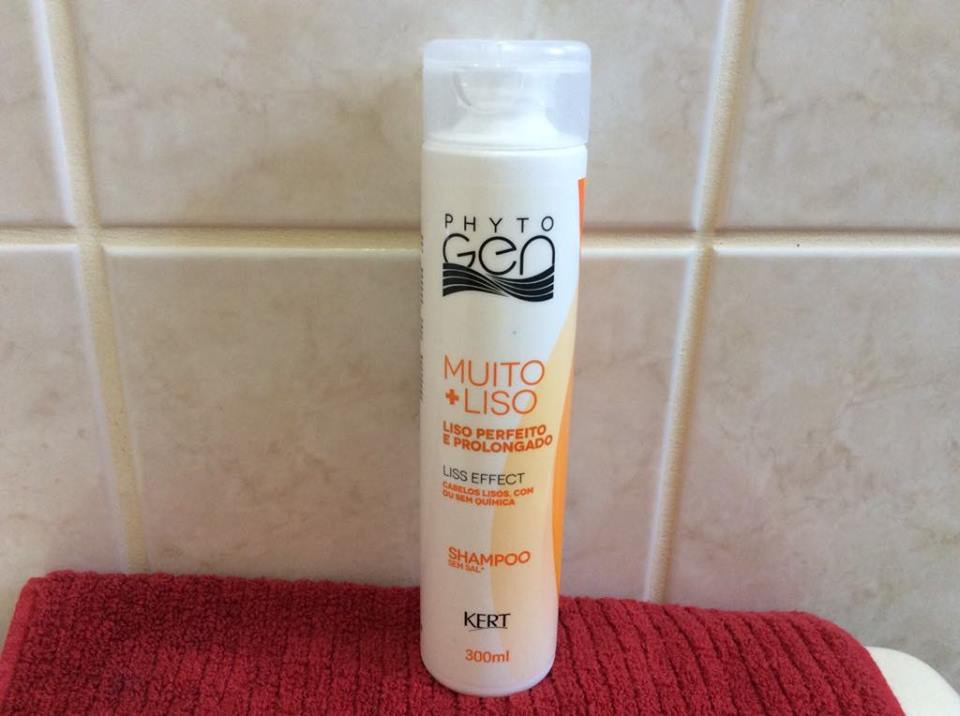 PHYTO
Gen
MUITO
+LISO
LISO PERFEITO
E PROLONGADO
LISS EFFECT
CABELOS LISOS, COM
OU SEM QUÍMICA
SHAMPOO
SEM SAL*
KERT
300ml